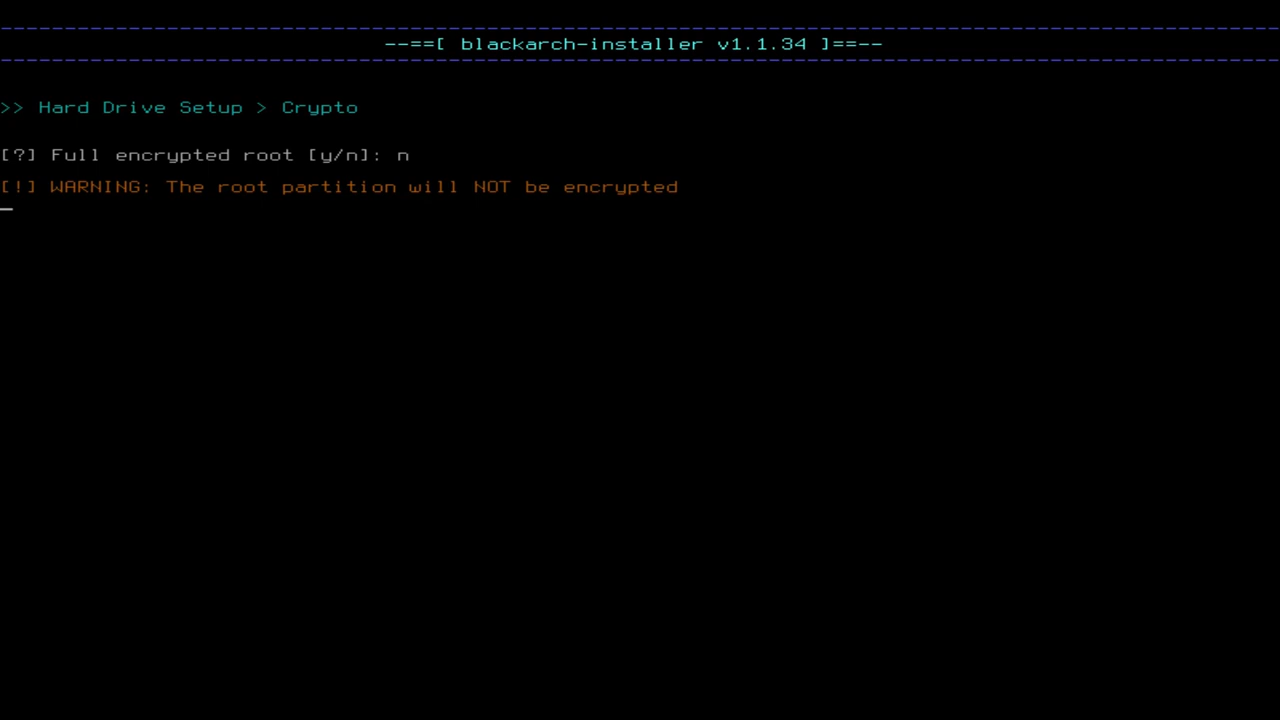 --==[ blackarch-installer v1.1.34 ]==--
>> Hard Drive Setup > Crypto
[?] Full encrypted root [y/n]: n
[!] WARNING: The root partition will NOT be encrypted